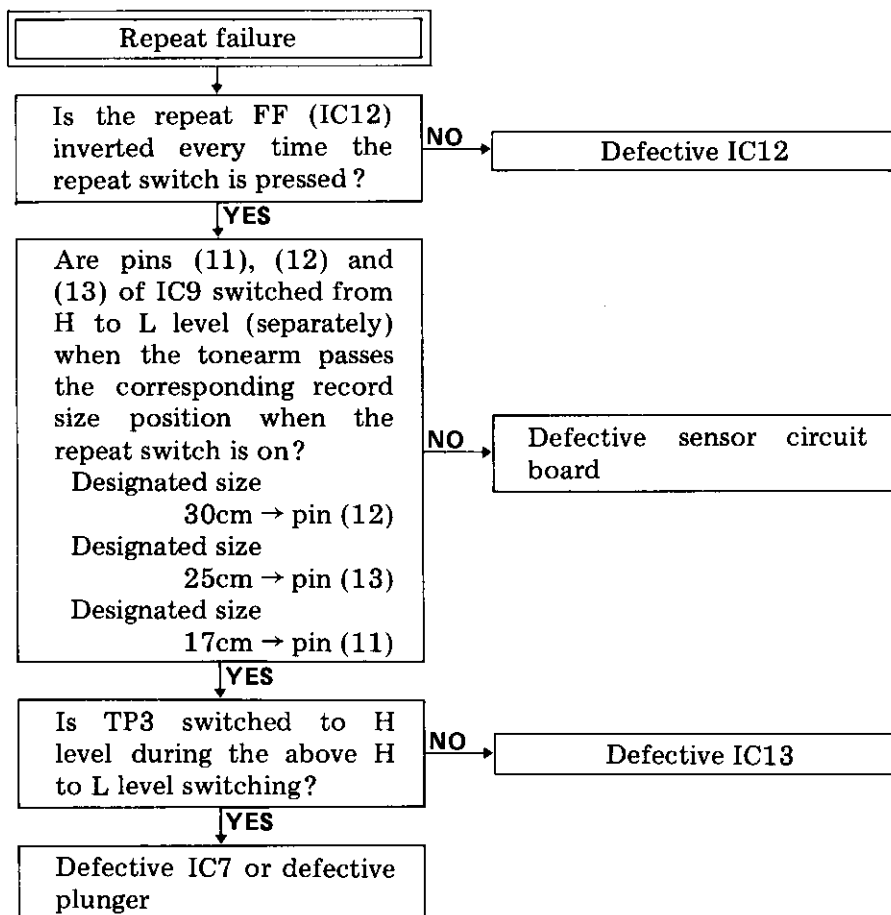 Repeat failure
Is the repeat FF (IC12)
inverted every time the
repeat switch is pressed?
NO
Defective IC12
YES
Are pins (11), (12) and
(13) of IC9 switched from
H to L level (separately)
when the tonearm passes
the corresponding record
size position when the
repeat switch is on?
Designated size
30cm → pin (12)
Designated size
25cm → pin (13)
Designated size
17cm → pin (11)
NO
Defective sensor circuit
board
YES
Is TP3 switched to H
level during the above H
to L level switching?
NO
Defective IC13
YES
Defective IC7 or defective
plunger